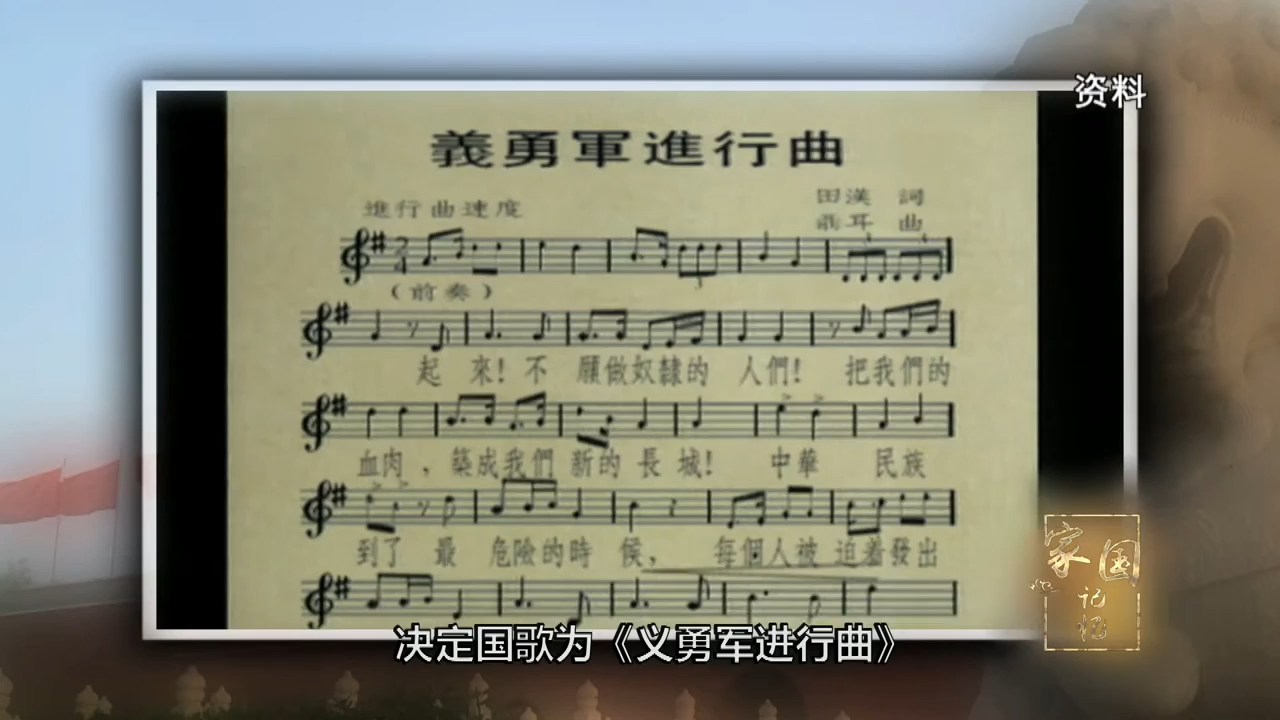 资料
義勇軍進行曲
進行曲速度
田漢 詞
聶耳 曲
2
4
(前奏)
起 來! 不 願做奴隸的 人們! 把我們的
血肉,築成我們 新的 長 城! 中華 民族
到了 最 危險的時 候, 每個人被 迫着發出
家国
记
忆
决定国歌为《义勇军进行曲》